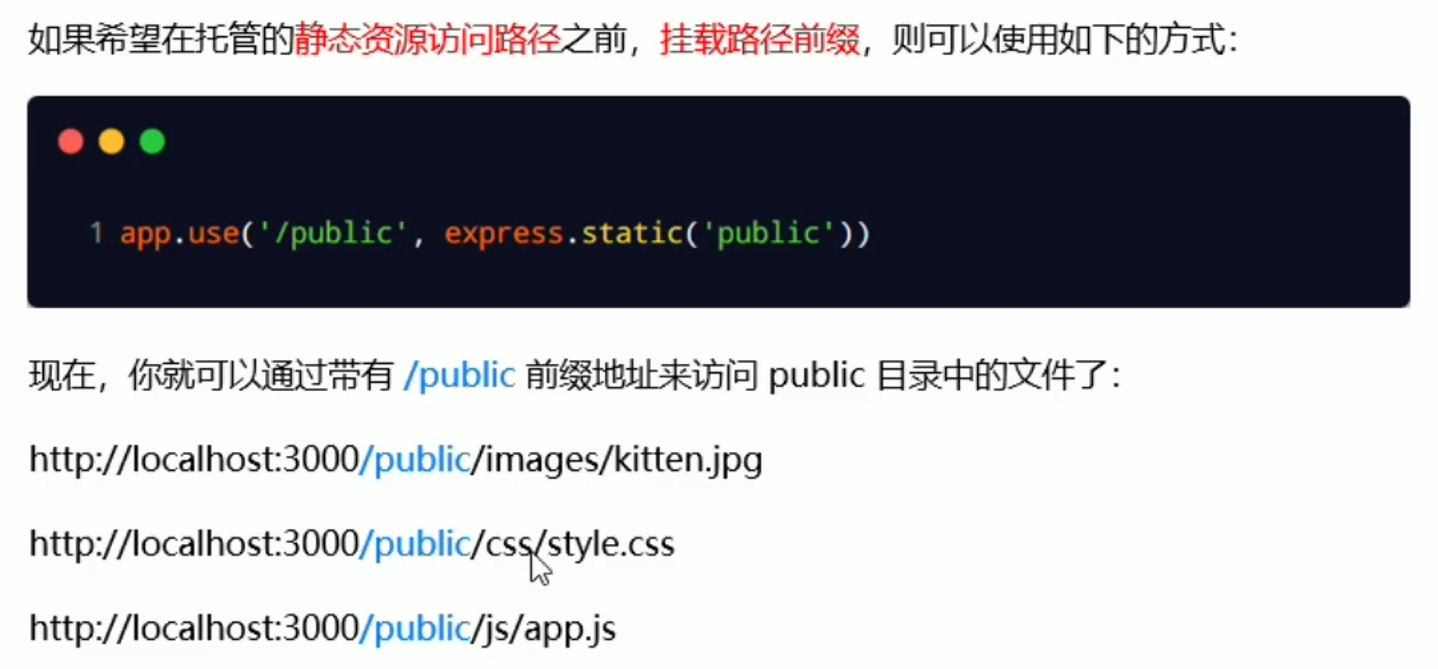 如果希望在托管的静态资源访问路径之前，挂载路径前缀，则可以使用如下的方式：
1 app.use('/public', express.static('public'))
现在，你就可以通过带有 /public 前缀地址来访问 public 目录中的文件了：
http://localhost:3000/public/images/kitten.jpg
http://localhost:3000/public/css/style.css
http://localhost:3000/public/js/app.js